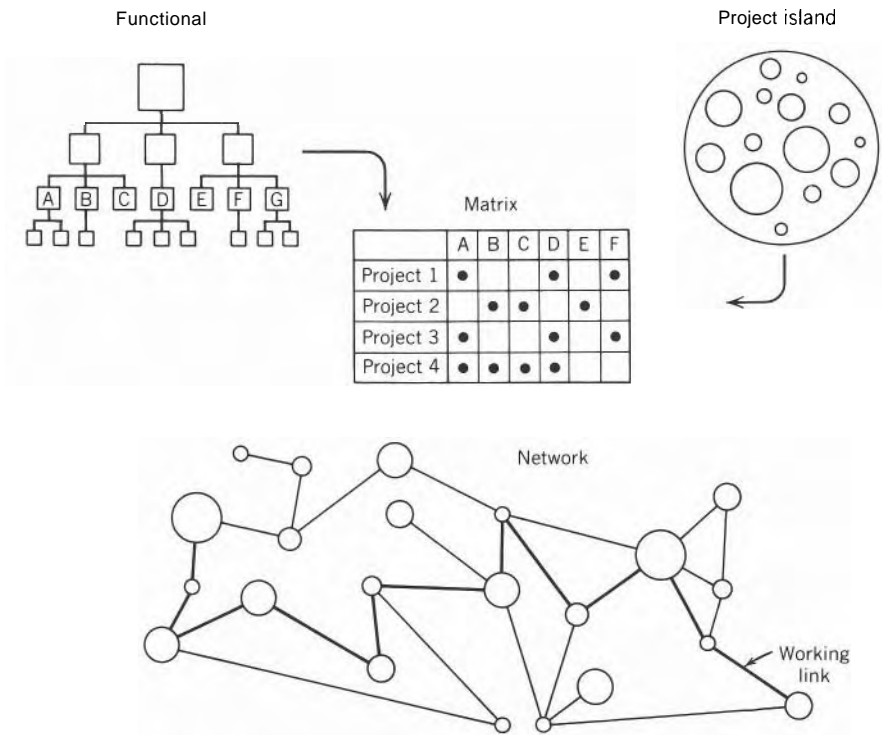 Functional
Project island
A B C D E F G
Matrix
A B C D E F
Project 1
Project 2
Project 3
Project 4
Network
Working
link